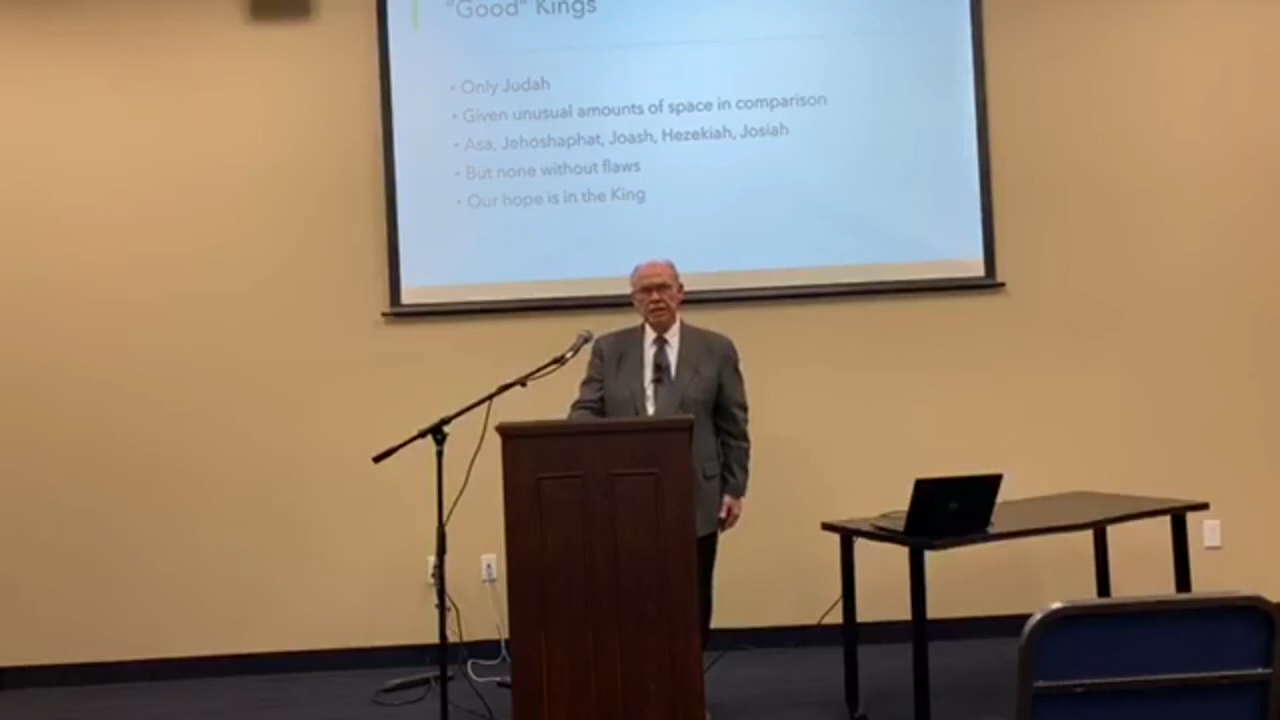 "Good" Kings
• Only Judah
• Given unusual amounts of space in comparison
• Asa, Jehoshaphat, Joash, Hezekiah, Josiah
• But none without flaws
• Our hope is in the King